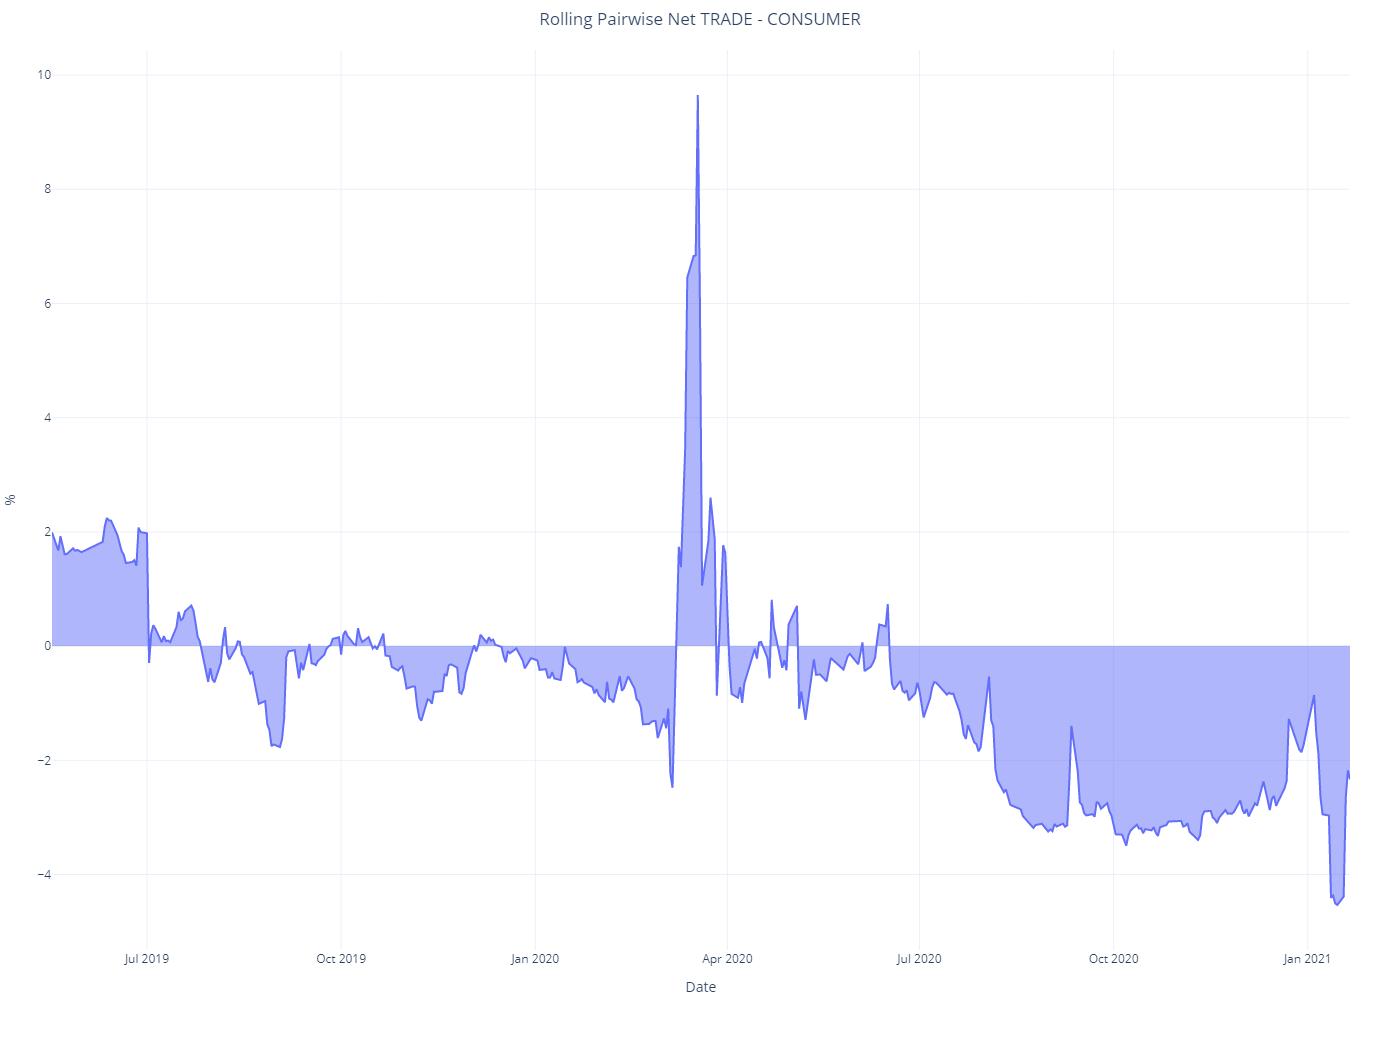 Rolling Pairwise Net TRADE - CONSUMER
10
8
6
4
2
0
−2
−4
%
Jul 2019
Oct 2019
Jan 2020
Apr 2020
Jul 2020
Oct 2020
Jan 2021
Date